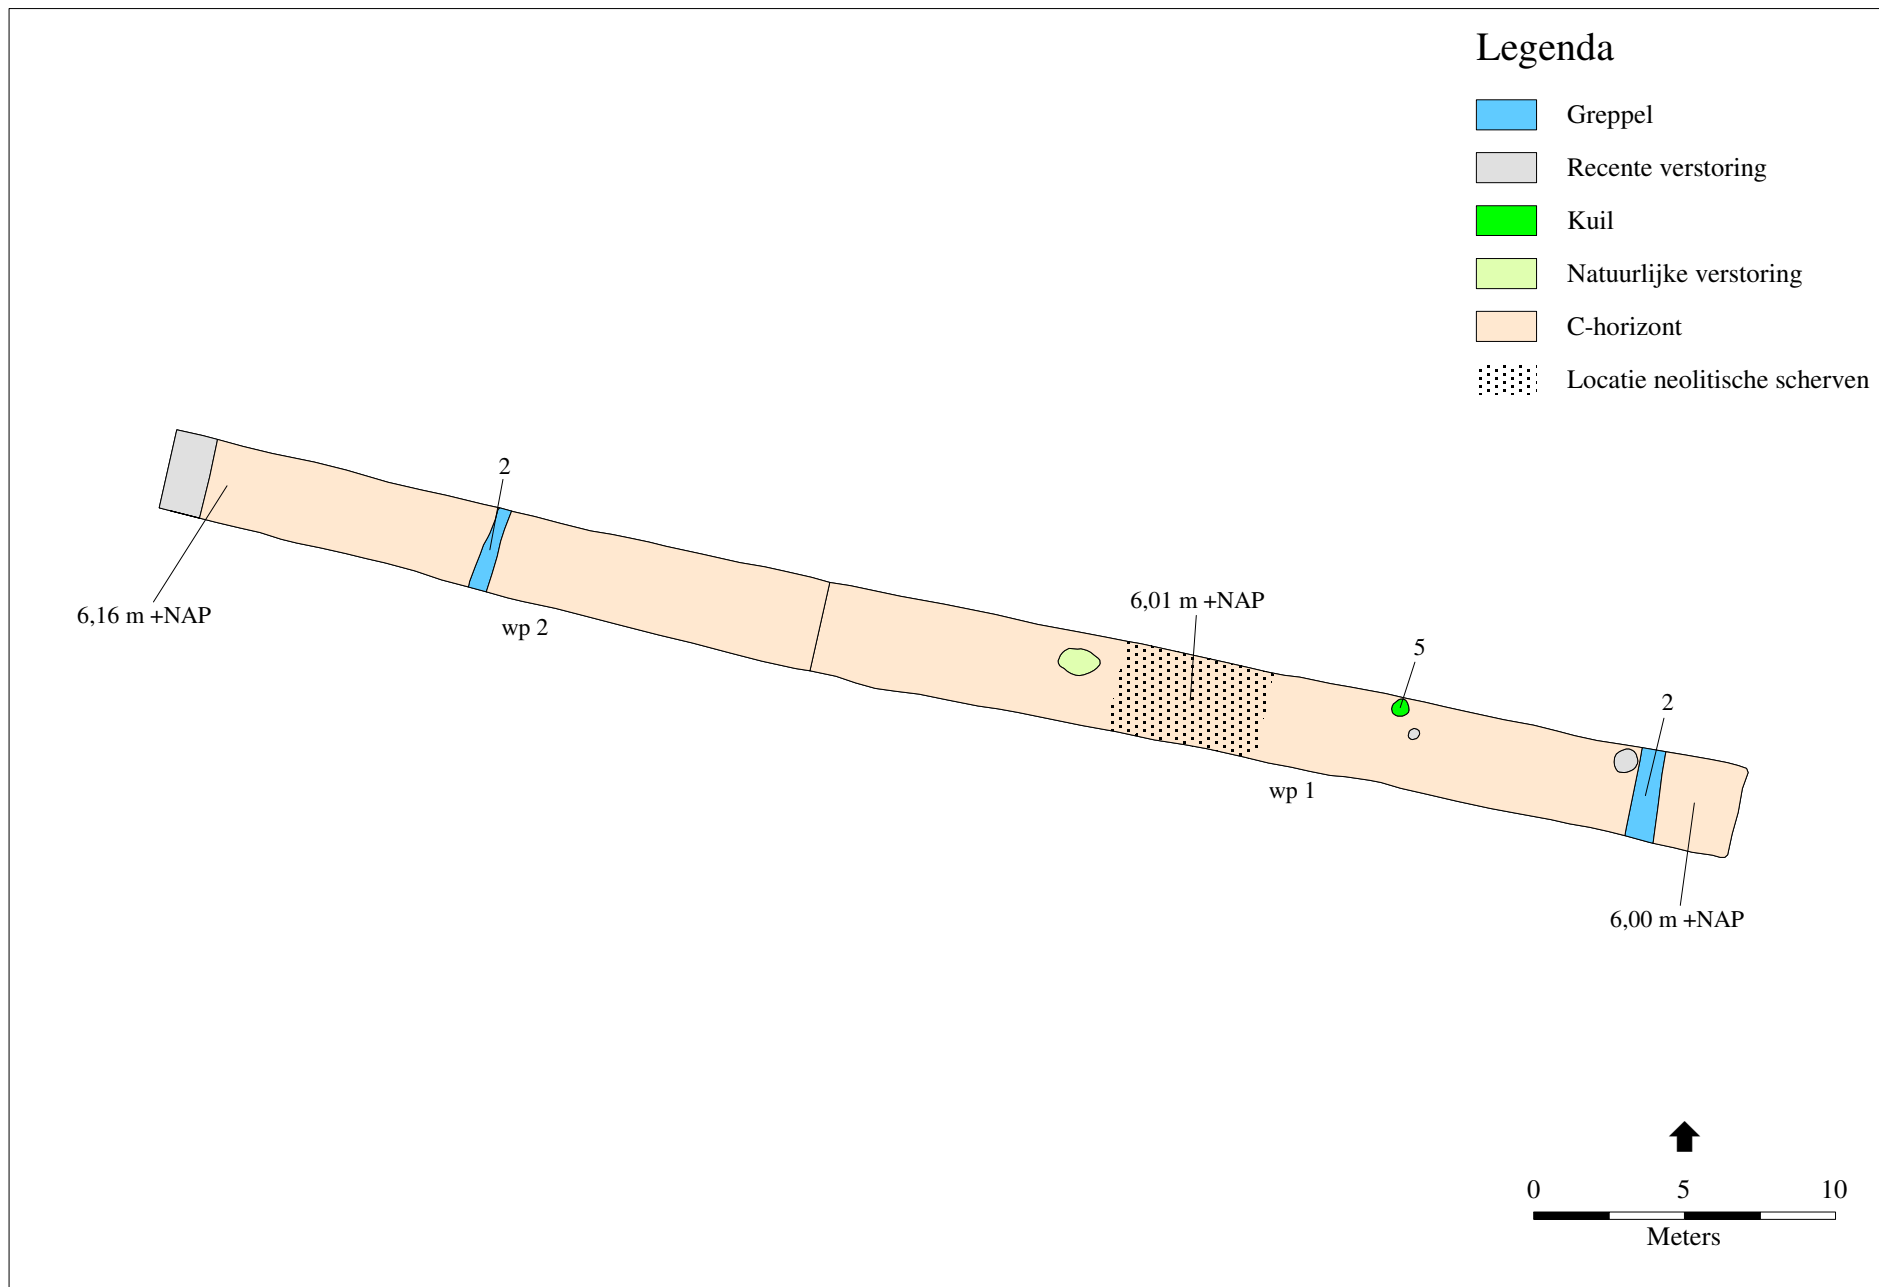 Legenda
Greppel
Recente verstoring
Kuil
Natuurlijke verstoring
C-horizont
Locatie neolitische scherven
2
6,16 m +NAP
wp 2
6,01 m +NAP
5
2
wp 1
6,00 m +NAP
0 5 10
Meters